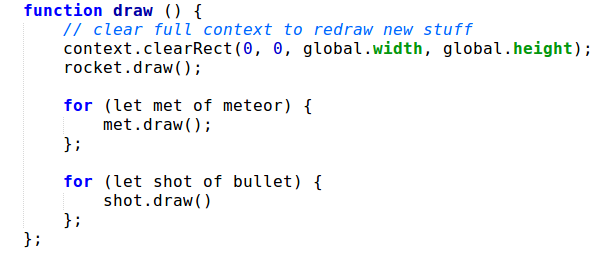 function draw () {
    // clear full context to redraw new stuff
    context.clearRect(0, 0, global.width, global.height);
    rocket.draw();

    for (let met of meteor) {
        met.draw();
    };

    for (let shot of bullet) {
        shot.draw()
    };
};